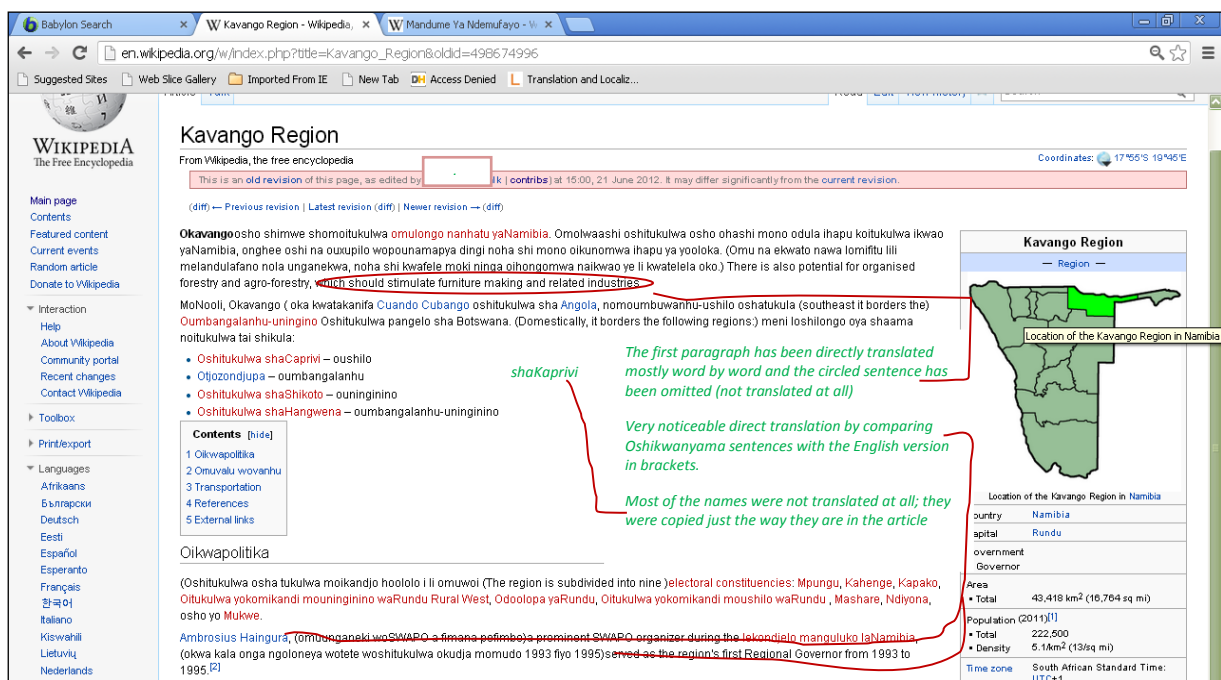 Babylon Search
Kavango Region - Wikipedia,
Mandume Ya Ndemufayo - W
en.wikipedia.org/w/index.php?title=Kavango_Region&oldid=498674996
Suggested Sites Web Slice Gallery Imported From IE New Tab DH Access Denied L Translation and Localiz...
WIKIPEDIA
The Free Encyclopedia
Main page
Contents
Featured content
Current events
Random article
Donate to Wikipedia
Interaction
Help
About Wikipedia
Community portal
Recent changes
Contact Wikipedia
Toolbox
Print/export
Languages
Afrikaans
Български
Deutsch
Eesti
Español
Esperanto
Français
한국어
Italiano
Kiswahili
Lietuvių
Nederlands
Kavango Region
From Wikipedia, the free encyclopedia
Coordinates: 17°55'S 19°45'E
This is an old revision of this page, as edited by lk | contribs) at 15:00, 21 June 2012. It may differ significantly from the current revision.
(diff) ← Previous revision | Latest revision (diff) | Newer revision → (diff)
Okavangoosho shimwe shomoitukulwa omulongo nanhatu yaNamibia. Omolwaashi oshitukulwa osho ohashi mono odula ihapu koitukulwa ikwao
yaNamibia, onghee oshi na ouxupilo wopounamapya dingi noha shi mono oikunomwa ihapu ya yooloka. (Omu na ekwato nawa lomifitu lili
melandulafano nola unganekwa, noha shi kwafele moki ninga oihongomwa naikwao ye li kwatelela oko.) There is also potential for organised
forestry and agro-forestry, which should stimulate furniture making and related industries.
MoNooli, Okavango ( oka kwatakanifa Cuando Cubango oshitukulwa sha Angola, nomoumbuwanhu-ushilo oshatukula (southeast it borders the)
Oumbangalanhu-uningino Oshitukulwa pangelo sha Botswana. (Domestically, it borders the following regions:) meni loshilongo oya shaama
noitukulwa tai shikula:
Oshitukulwa shaCaprivi – oushilo
Otjozondjupa – oumbangalanhu
Oshitukulwa shaShikoto – ouninginino
Oshitukulwa shaHangwena – oumbangalanhu-uninginino
shaKaprivi
The first paragraph has been directly translated
mostly word by word and the circled sentence has
been omitted (not translated at all)
Very noticeable direct translation by comparing
Oshikwanyama sentences with the English version
in brackets.
Most of the names were not translated at all; they
were copied just the way they are in the article
Contents [hide]
1 Oikwapolitika
2 Omuvalu wovanhu
3 Transportation
4 References
5 External links
Oikwapolitika
(Oshitukulwa osha tukulwa moikandjo hoololo i li omuwoi (The region is subdivided into nine )electoral constituencies: Mpungu, Kahenge, Kapako,
Oitukulwa yokomikandi mouninginino waRundu Rural West, Odoolopa yaRundu, Oitukulwa yokomikandi moushilo waRundu , Mashare, Ndiyona,
osho yo Mukwe.
Ambrosius Haingura, (omuunganeki woSWAPO a fimana pefimbo)a prominent SWAPO organizer during the lekondjelo manguluko laNamibia,
(okwa kala onga ngoloneya wotete woshitukulwa okudja momudo 1993 fiyo 1995)served as the region's first Regional Governor from 1993 to
1995.[2]
Kavango Region
— Region —
Location of the Kavango Region in Namibia
Location of the Kavango Region in Namibia
ountry Namibia
apital Rundu
overnment
Governor
Area
• Total 43,418 km² (16,764 sq mi)
Population (2011)[1]
• Total 222,500
• Density 5.1/km² (13/sq mi)
Time zone South African Standard Time:
UTC+1